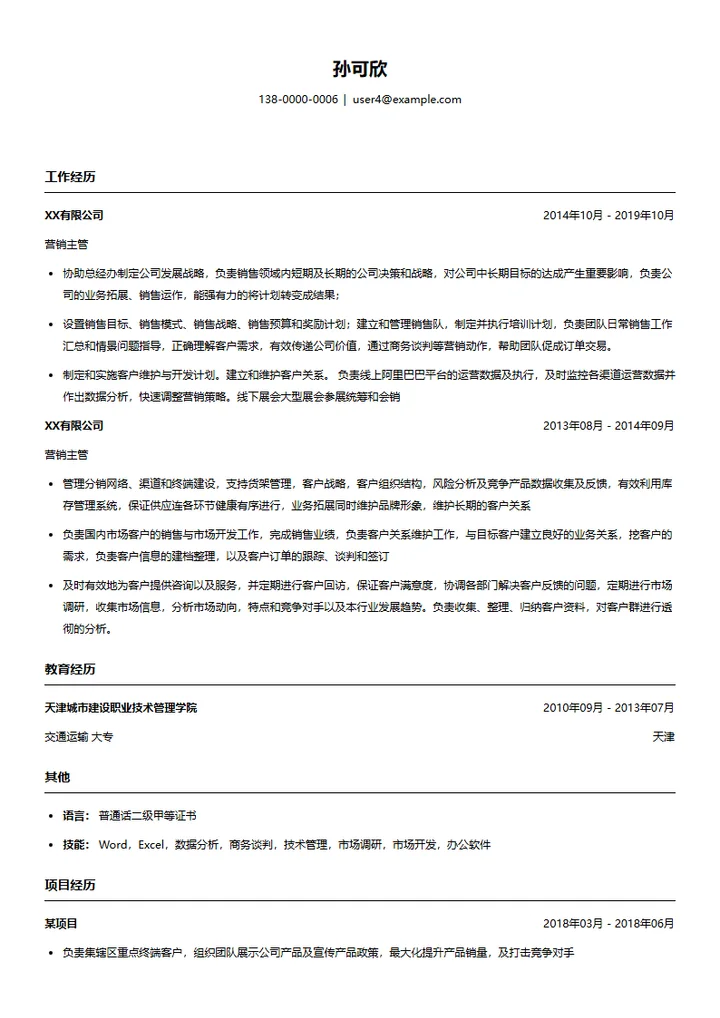 孙可欣
138-0000-0006 | user4@example.com
工作经历
XX有限公司 2014年10月 - 2019年10月
营销主管
• 协助总经办制定公司发展战略，负责销售领域内短期及长期的公司决策和战略，对公司中长期目标的达成产生重要影响，负责公
司的业务拓展、销售运作，能强有力的将计划转变成结果；
• 设置销售目标、销售模式、销售战略、销售预算和奖励计划；建立和管理销售队，制定并执行培训计划，负责团队日常销售工作
汇总和情景问题指导，正确理解客户需求，有效传递公司价值，通过商务谈判等营销动作，帮助团队促成订单交易。
• 制定和实施客户维护与开发计划。建立和维护客户关系。 负责线上阿里巴巴平台的运营数据及执行，及时监控各渠道运营数据并
作出数据分析，快速调整营销策略。线下展会大型展会参展统筹和会销
XX有限公司 2013年08月 - 2014年09月
营销主管
• 管理分销网络、渠道和终端建设，支持货架管理，客户战略，客户组织结构，风险分析及竞争产品数据收集及反馈，有效利用库
存管理系统，保证供应连各环节健康有序进行，业务拓展同时维护品牌形象，维护长期的客户关系
• 负责国内市场客户的销售与市场开发工作，完成销售业绩，负责客户关系维护工作，与目标客户建立良好的业务关系，挖客户的
需求，负责客户信息的建档整理，以及客户订单的跟踪、谈判和签订
• 及时有效地为客户提供咨询以及服务，并定期进行客户回访，保证客户满意度，协调各部门解决客户反馈的问题，定期进行市场
调研，收集市场信息，分析市场动向，特点和竞争对手以及本行业发展趋势。负责收集、整理、归纳客户资料，对客户群进行透
彻的分析。
教育经历
天津城市建设职业技术管理学院 2010年09月 - 2013年07月
交通运输 大专 天津
其他
• 语言： 普通话二级甲等证书
• 技能： Word，Excel，数据分析，商务谈判，技术管理，市场调研，市场开发，办公软件
项目经历
某项目 2018年03月 - 2018年06月
• 负责集辖区重点终端客户，组织团队展示公司产品及宣传产品政策，最大化提升产品销量，及打击竞争对手